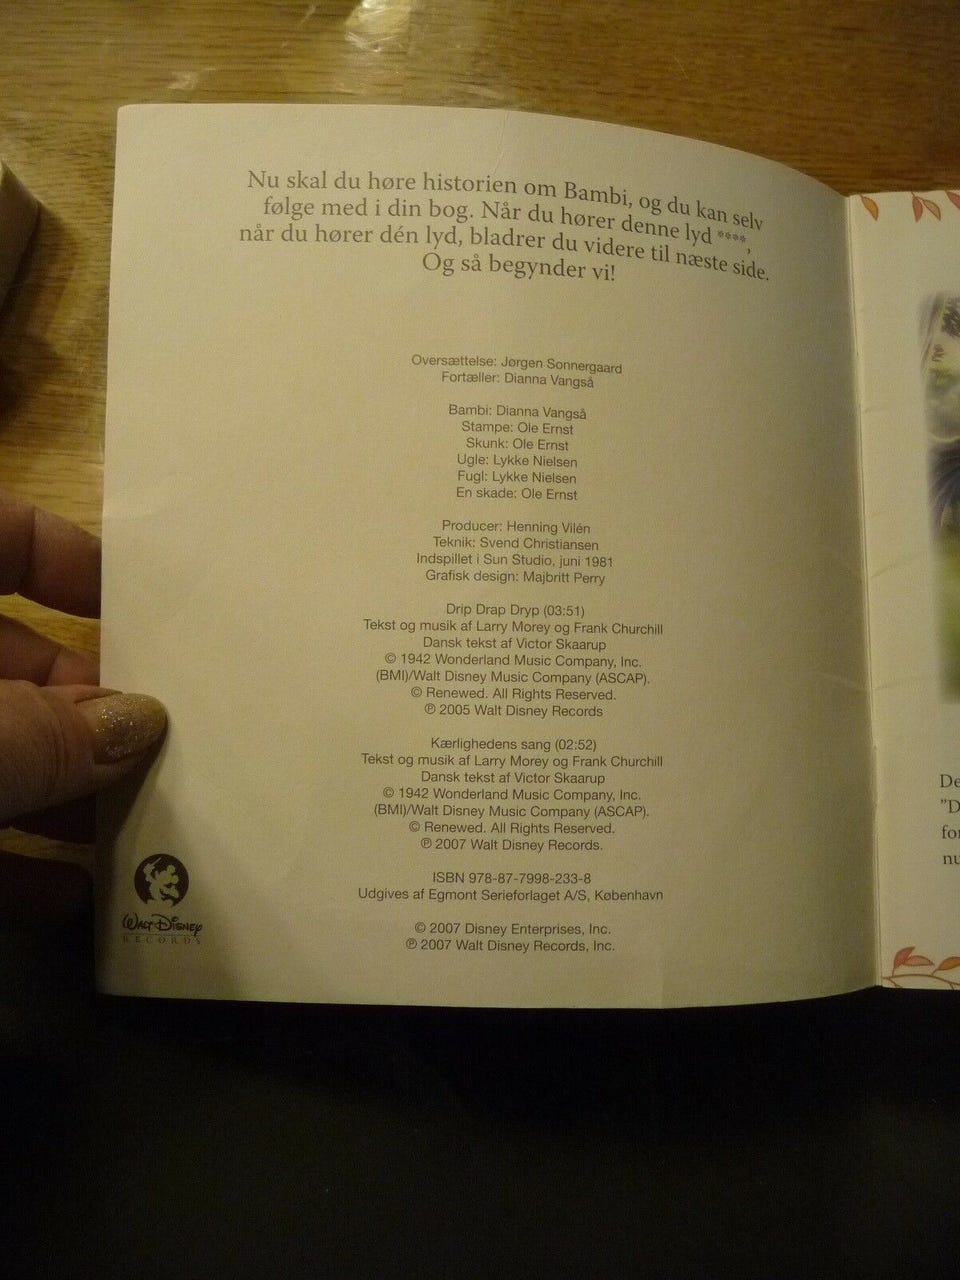 Nu skal du høre historien om Bambi, og du kan selv
følge med i din bog. Når du hører denne lyd ****,
når du hører dén lyd, bladrer du videre til næste side.
Og så begynder vi!
Oversættelse: Jørgen Sonnergaard
Fortæller: Dianna Vangså
Bambi: Dianna Vangså
Stampe: Ole Ernst
Skunk: Ole Ernst
Ugle: Lykke Nielsen
Fugl: Lykke Nielsen
En skade: Ole Ernst
Producer: Henning Vilén
Teknik: Svend Christiansen
Indspillet i Sun Studio, juni 1981
Grafisk design: Majbritt Perry
Drip Drap Dryp (03:51)
Tekst og musik af Larry Morey og Frank Churchill
Dansk tekst af Victor Skaarup
© 1942 Wonderland Music Company, Inc.
(BMI)/Walt Disney Music Company (ASCAP).
© Renewed. All Rights Reserved.
℗ 2005 Walt Disney Records
Kærlighedens sang (02:52)
Tekst og musik af Larry Morey og Frank Churchill
Dansk tekst af Victor Skaarup
© 1942 Wonderland Music Company, Inc.
(BMI)/Walt Disney Music Company (ASCAP).
© Renewed. All Rights Reserved.
℗ 2007 Walt Disney Records.
ISBN 978-87-7998-233-8
Udgives af Egmont Serieforlaget A/S, København
© 2007 Disney Enterprises, Inc.
℗ 2007 Walt Disney Records, Inc.
Walt Disney
RECORDS
De
"D
for
nu